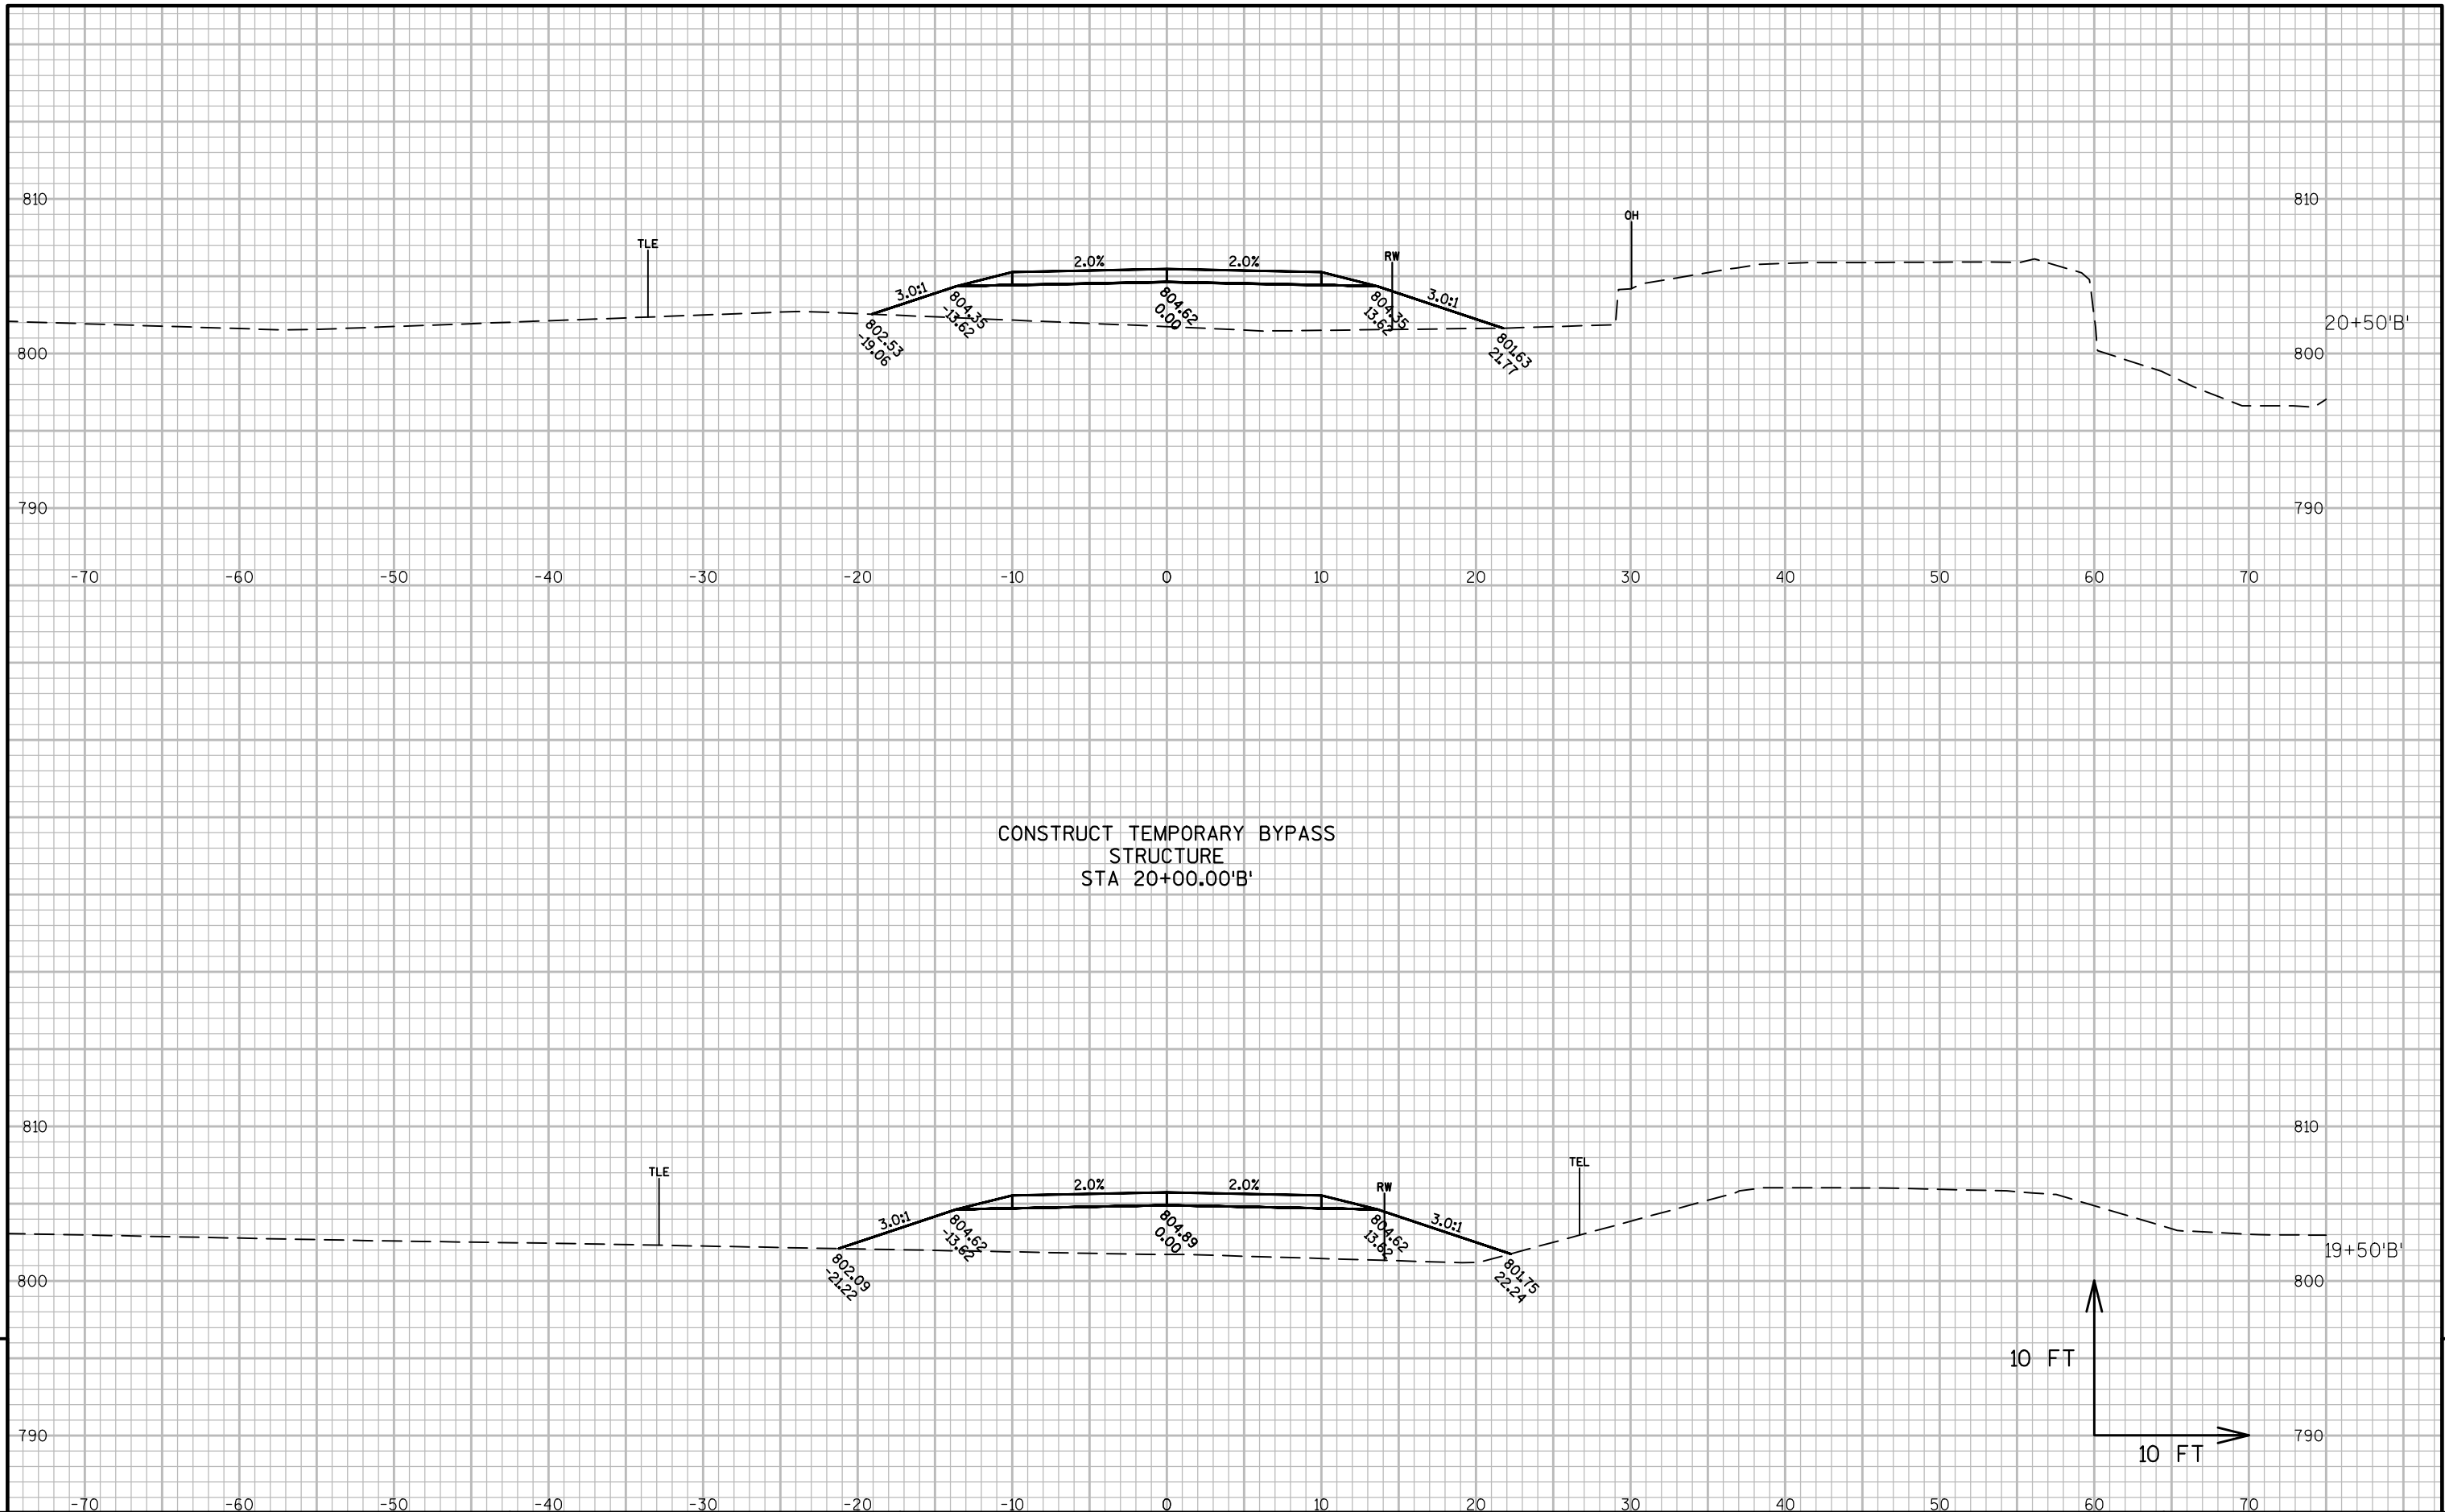 810 810
OH
TLE
RW
2.0% 2.0%
3.0:1 3.0:1
804.35
-13.62
804.62
0.00
804.35
13.62
802.53
-19.06
801.63
21.77
20+50'B'
800 800
790 790
-70 -60 -50 -40 -30 -20 -10 0 10 20 30 40 50 60 70
CONSTRUCT TEMPORARY BYPASS
STRUCTURE
STA 20+00.00'B'
810 810
TEL
TLE
RW
2.0% 2.0%
3.0:1 3.0:1
804.62
-13.62
804.89
0.00
804.62
13.62
802.09
-21.22
801.75
22.24
19+50'B'
800 800
10 FT
790 790
10 FT
-70 -60 -50 -40 -30 -20 -10 0 10 20 30 40 50 60 70